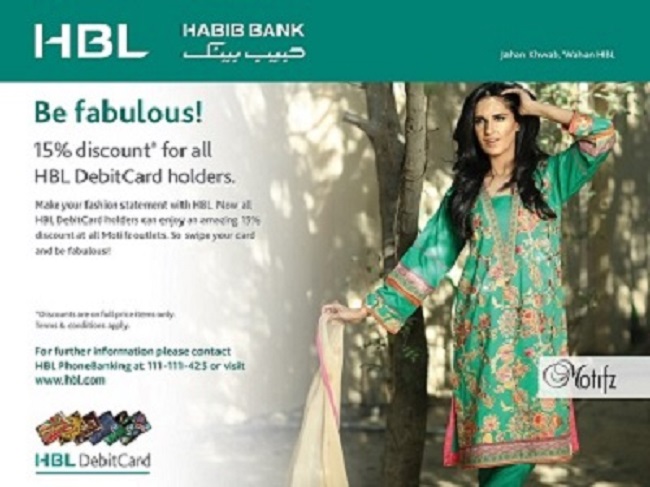 HBL
HABIB BANK
حبیب بینک
Jahan Khwab, Wahan HBL
Be fabulous!
15% discount* for all
HBL DebitCard holders.
Make your fashion statement with HBL. Now all
HBL DebitCard holders can enjoy an amazing 15%
discount at all Motifz outlets. So swipe your card
and be fabulous!
*Discounts are on full price items only.
Terms & conditions apply.
For further information please contact
HBL PhoneBanking at 111-111-425 or visit
www.hbl.com
Motifz
HBL DebitCard